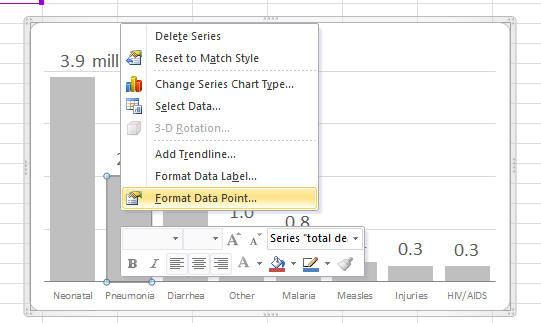 3.9 mill
2
1.0
0.8
0.3
0.3
Neonatal Pneumonia Diarrhea Other Malaria Measles Injuries HIV/AIDS
Delete Series
Reset to Match Style
Change Series Chart Type...
Select Data...
3-D Rotation...
Add Trendline...
Format Data Label...
Format Data Point...
A A Series "total de
B I A